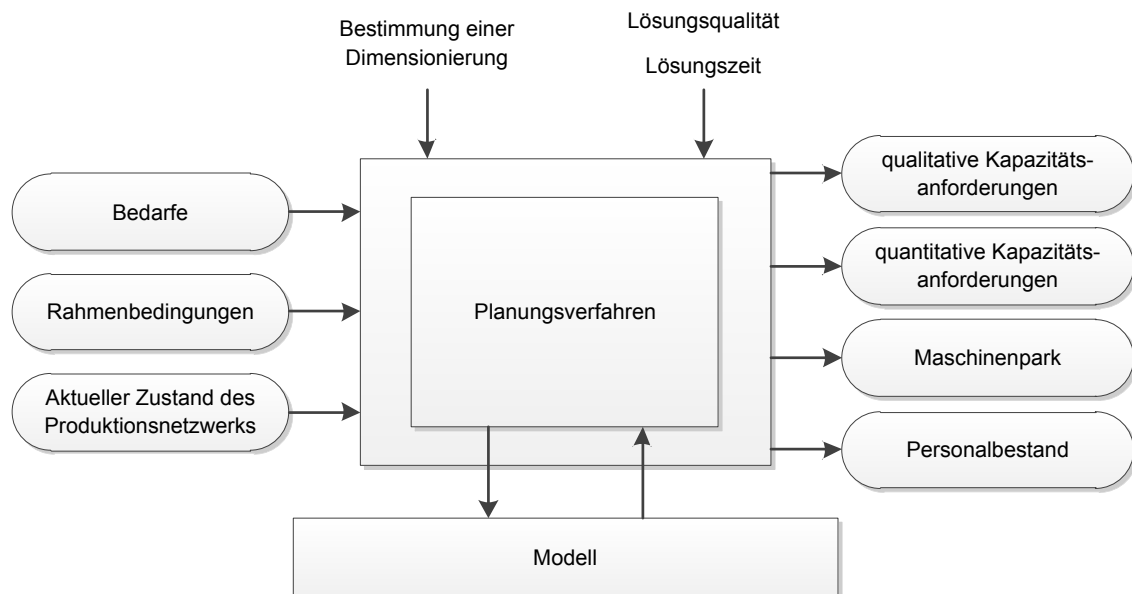 Bestimmung einer
Dimensionierung
Lösungsqualität
Lösungszeit
Bedarfe
Rahmenbedingungen
Aktueller Zustand des
Produktionsnetzwerks
Planungsverfahren
qualitative Kapazitäts-
anforderungen
quantitative Kapazitäts-
anforderungen
Maschinenpark
Personalbestand
Modell